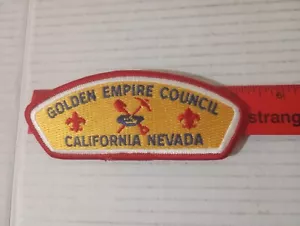 GOLDEN EMPIRE COUNCIL
CALIFORNIA NEVADA
strang